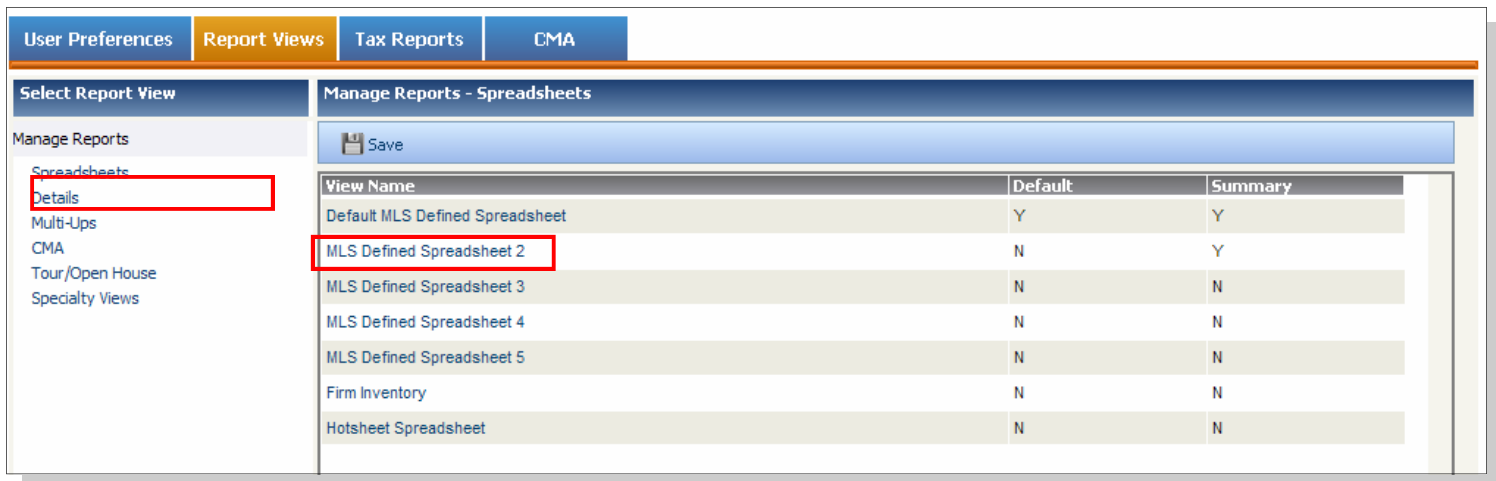 User Preferences Report Views Tax Reports CMA
Select Report View
Manage Reports
Spreadsheets
Details
Multi-Ups
CMA
Tour/Open House
Specialty Views
Manage Reports - Spreadsheets
Save
View Name Default Summary
Default MLS Defined Spreadsheet Y Y
MLS Defined Spreadsheet 2 N Y
MLS Defined Spreadsheet 3 N N
MLS Defined Spreadsheet 4 N N
MLS Defined Spreadsheet 5 N N
Firm Inventory N N
Hotsheet Spreadsheet N N